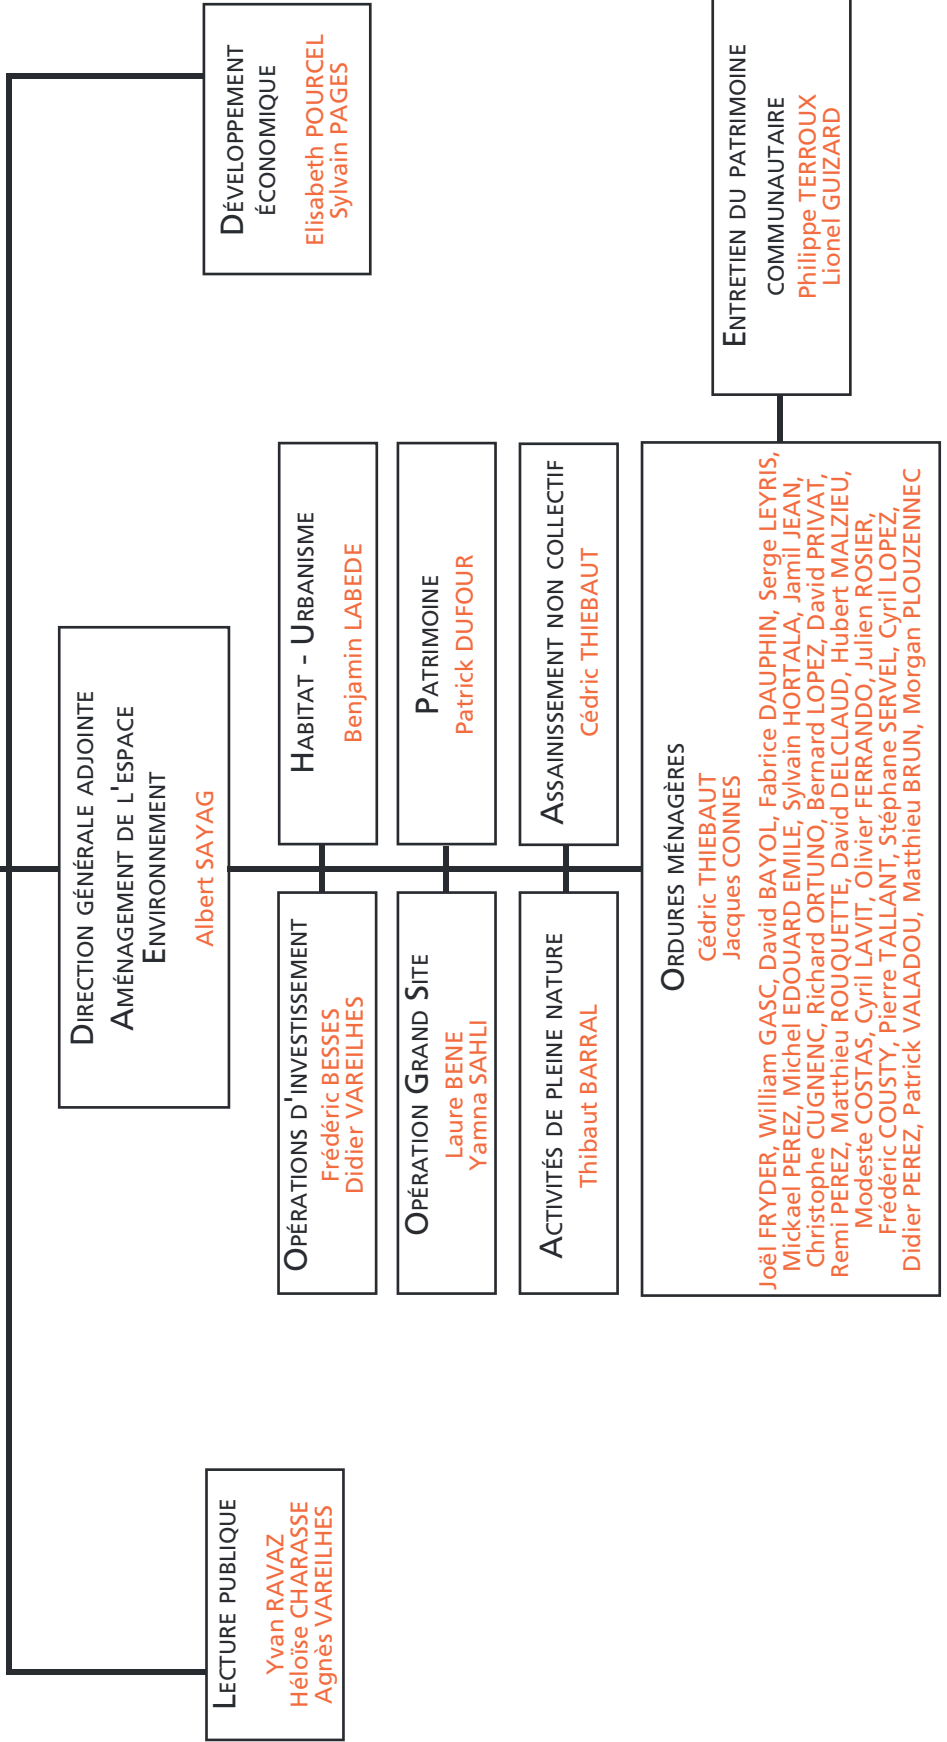 LECTURE PUBLIQUE
Yvan RAVAZ
Héloïse CHARASSE
Agnès VAREILHES
DIRECTION GÉNÉRALE ADJOINTE
AMÉNAGEMENT DE L'ESPACE
ENVIRONNEMENT
Albert SAYAG
DÉVELOPPEMENT
ÉCONOMIQUE
Elisabeth POURCEL
Sylvain PAGES
OPÉRATIONS D'INVESTISSEMENT
Frédéric BESSES
Didier VAREILHES
HABITAT - URBANISME
Benjamin LABEDE
OPÉRATION GRAND SITE
Laure BENE
Yamna SAHLI
PATRIMOINE
Patrick DUFOUR
ACTIVITÉS DE PLEINE NATURE
Thibaut BARRAL
ASSAINISSEMENT NON COLLECTIF
Cédric THIEBAUT
ORDURES MÉNAGÈRES
Cédric THIEBAUT
Jacques CONNES
Joël FRYDER, William GASC, David BAYOL, Fabrice DAUPHIN, Serge LEYRIS,
Mickael PEREZ, Michel EDOUARD EMILE, Sylvain HORTALA, Jamil JEAN,
Christophe CUGNENC, Richard ORTUNO, Bernard LOPEZ, David PRIVAT,
Remi PEREZ, Matthieu ROUQUETTE, David DELCLAUD, Hubert MALZIEU,
Modeste COSTAS, Cyril LAVIT, Olivier FERRANDO, Julien ROSIER,
Frédéric COUSTY, Pierre TALLANT, Stéphane SERVEL, Cyril LOPEZ,
Didier PEREZ, Patrick VALADOU, Matthieu BRUN, Morgan PLOUZENNEC
ENTRETIEN DU PATRIMOINE
COMMUNAUTAIRE
Philippe TERROUX
Lionel GUIZARD